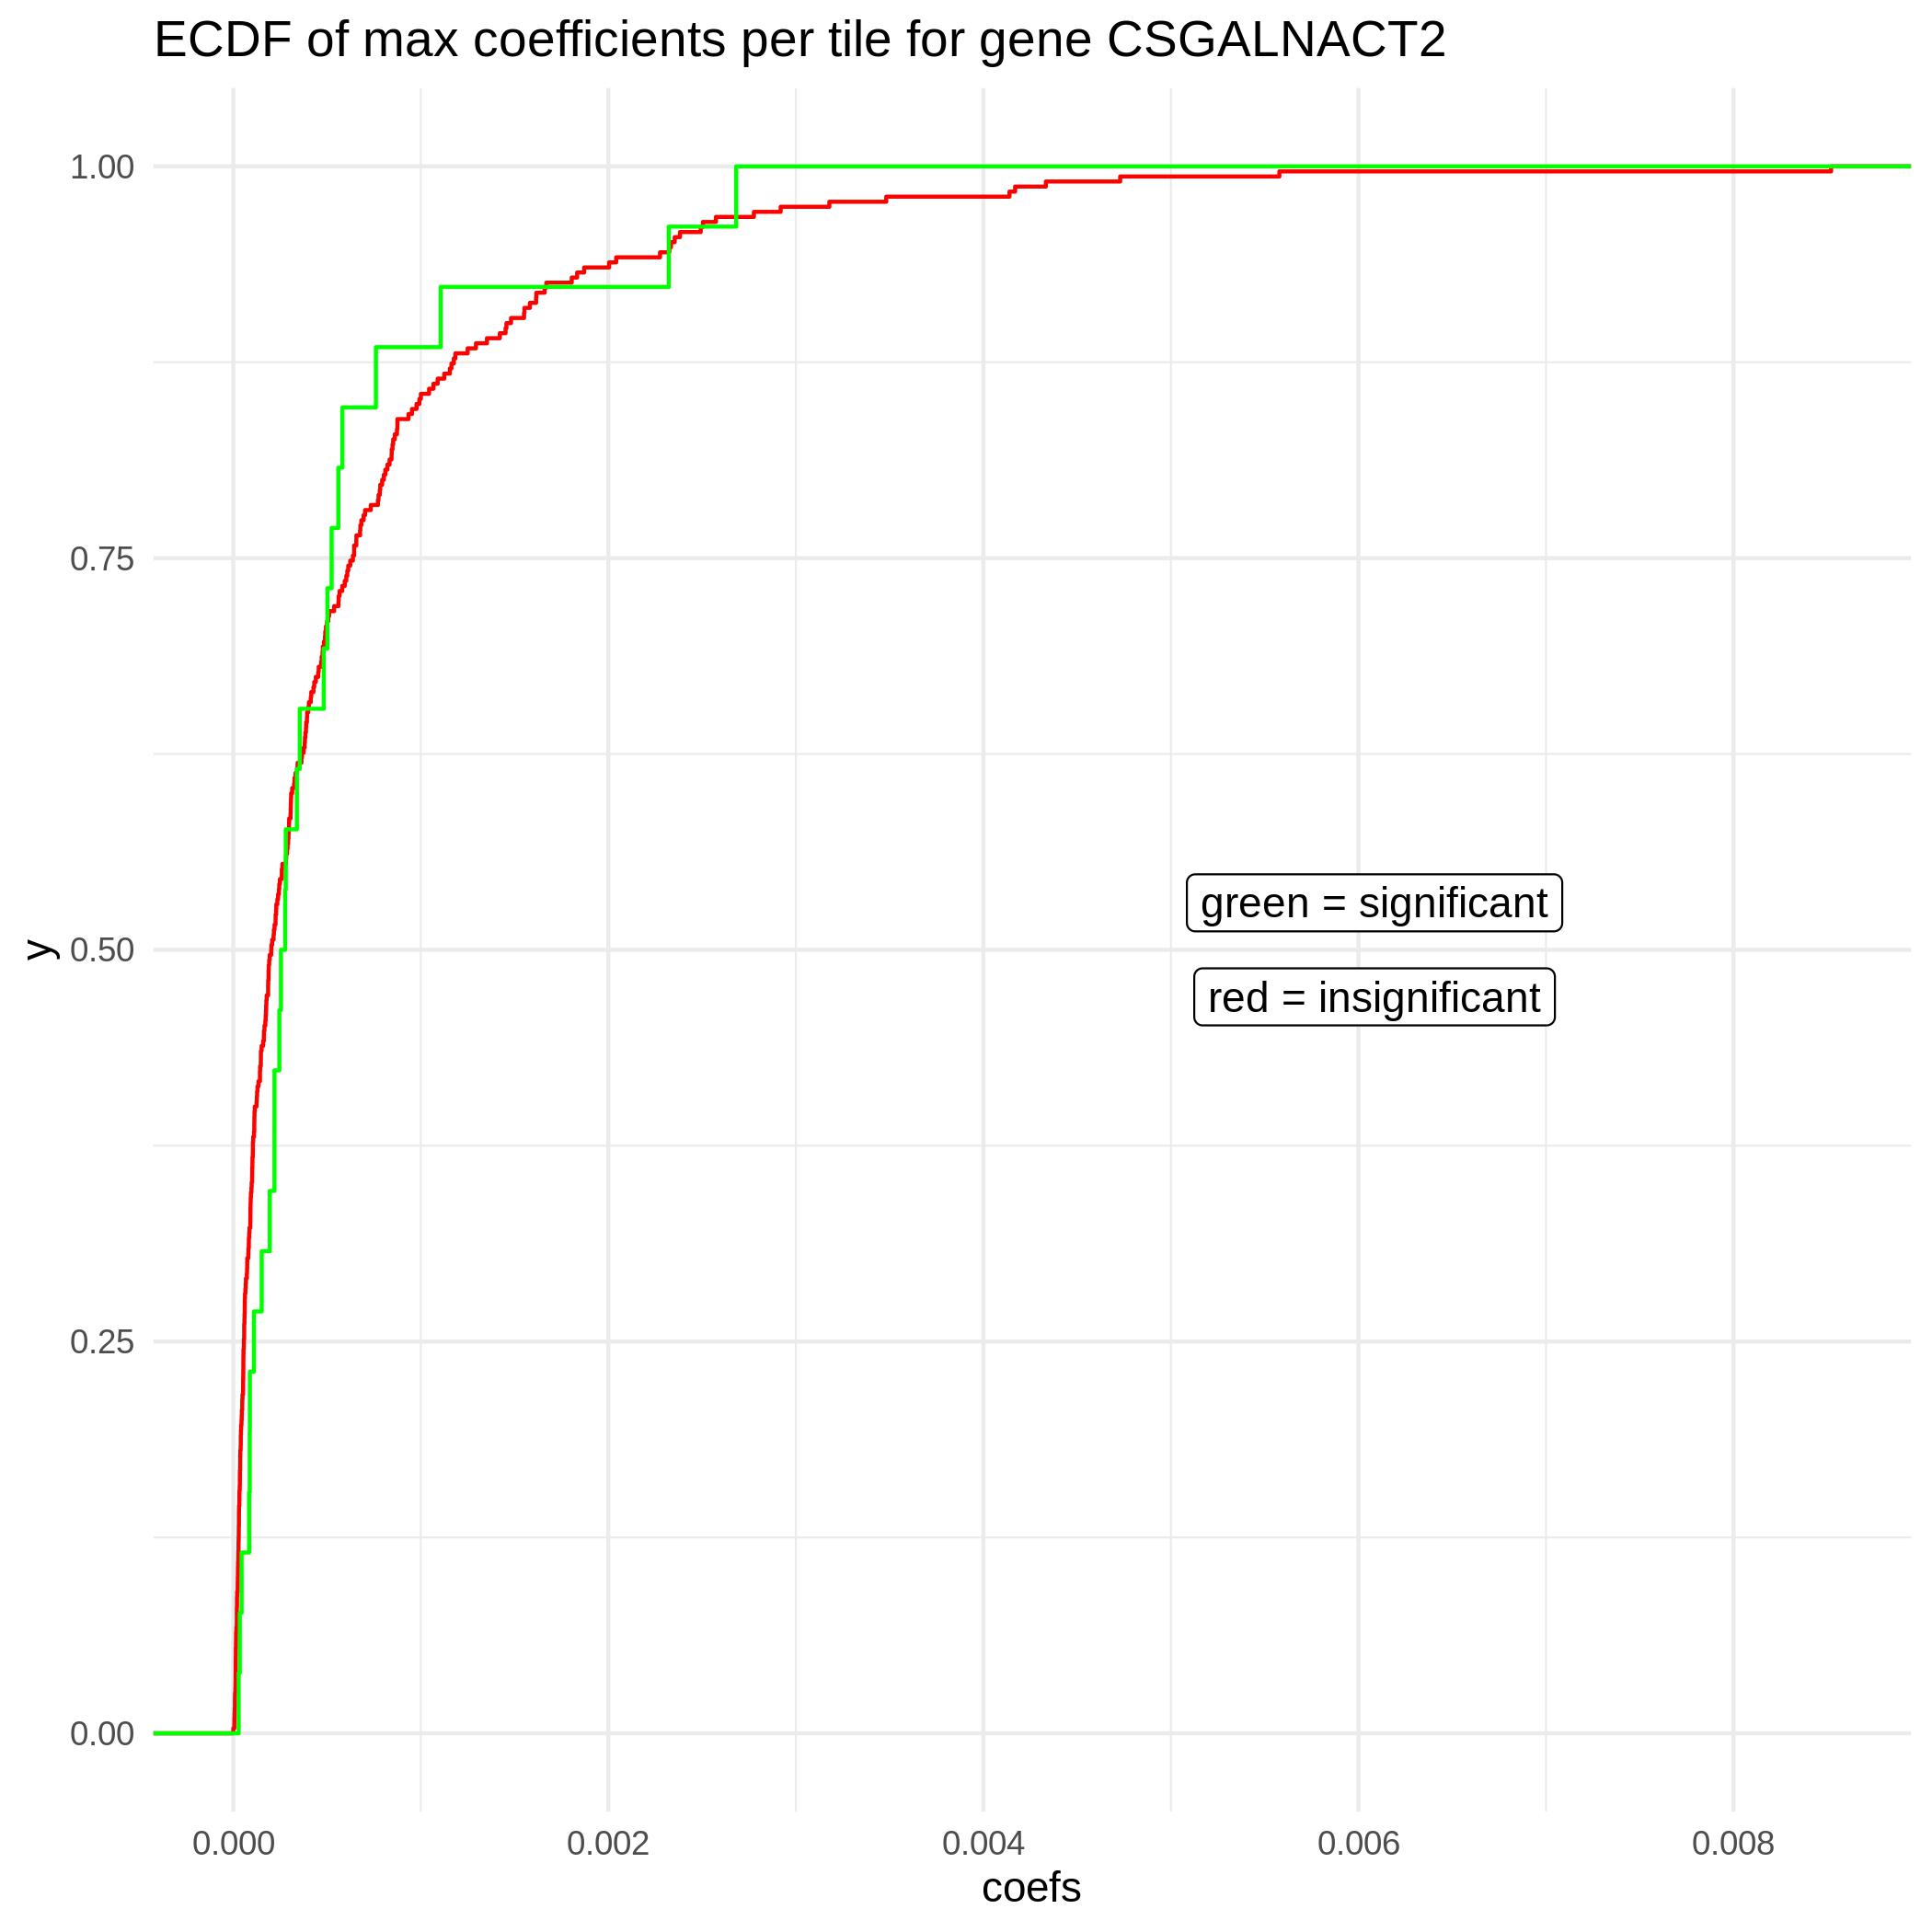 ECDF of max coefficients per tile for gene CSGALNACT2
1.00
0.75
0.50
0.25
0.00
y
green = significant
red = insignificant
0.000
0.002
0.004
0.006
0.008
coefs